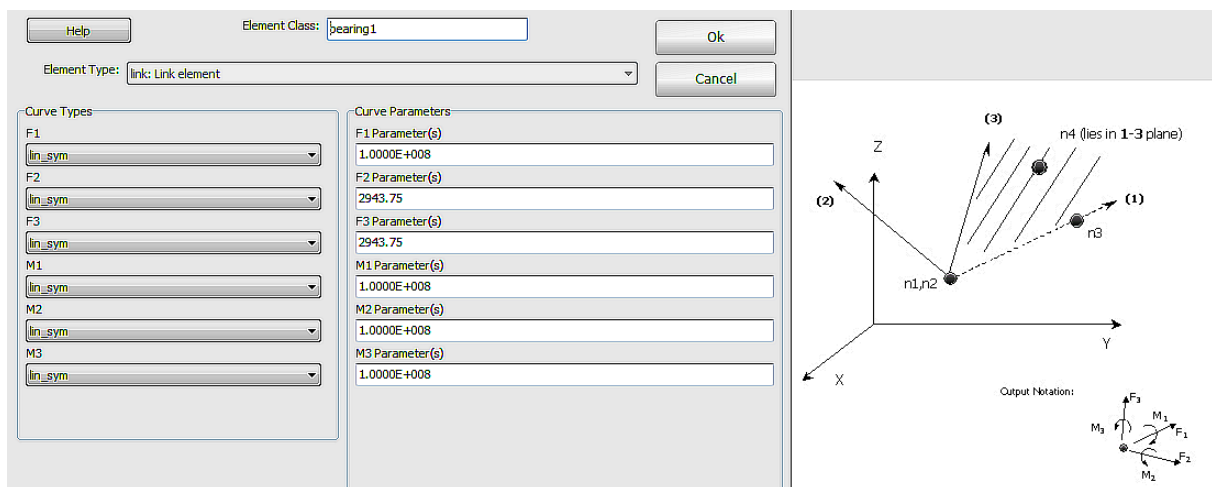 Help
Element Class: bearing1
Ok
Element Type: link: Link element
Cancel
Curve Types
F1
lin_sym
F2
lin_sym
F3
lin_sym
M1
lin_sym
M2
lin_sym
M3
lin_sym
Curve Parameters
F1 Parameter(s)
1.0000E+008
F2 Parameter(s)
2943.75
F3 Parameter(s)
2943.75
M1 Parameter(s)
1.0000E+008
M2 Parameter(s)
1.0000E+008
M3 Parameter(s)
1.0000E+008
(3)
n4 (lies in 1-3 plane)
Z
(2)
(1)
n3
n1,n2
Y
X
Output Notation:
F3
M1
M3
F1
F2
M2